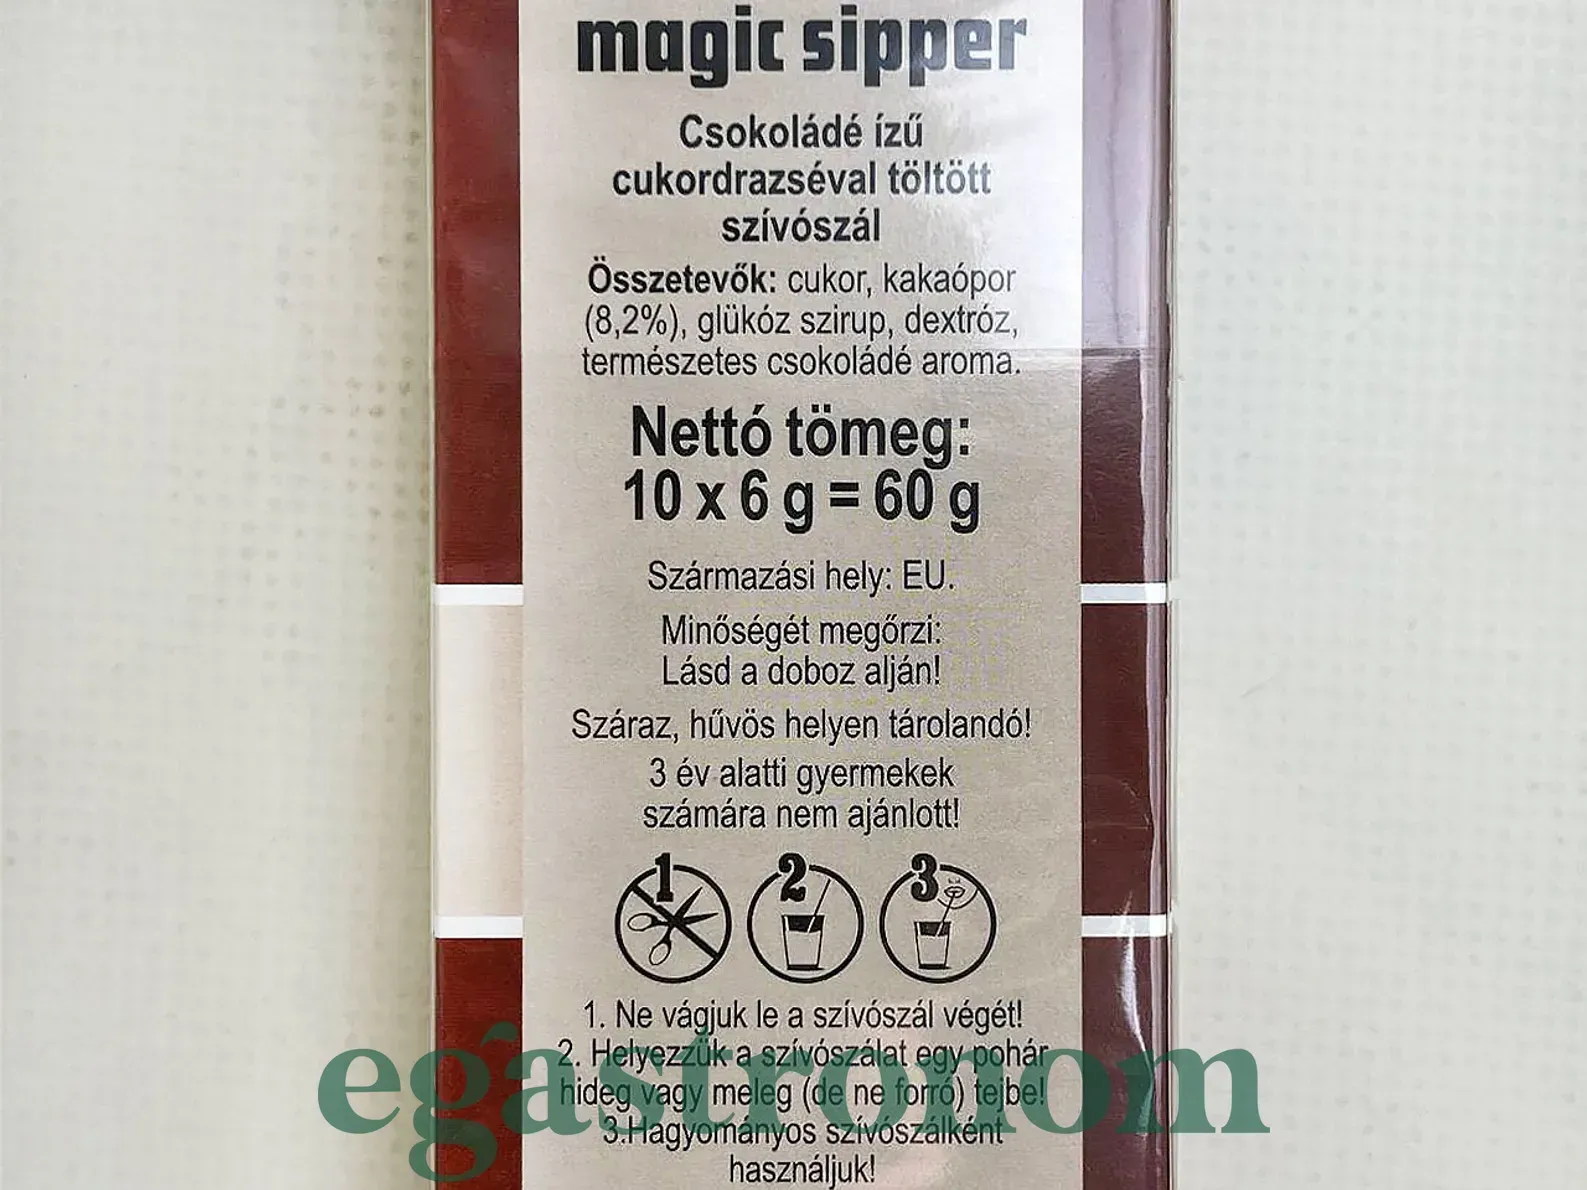 magic sipper
Csokoládé ízű
cukordrazséval töltött
szívószál
Összetevők: cukor, kakaópor
(8,2%), glükóz szirup, dextróz,
természetes csokoládé aroma.
Nettó tömeg:
10 x 6 g = 60 g
Származási hely: EU.
Minőségét megőrzi:
Lásd a doboz alján!
Száraz, hűvös helyen tárolandó!
3 év alatti gyermekek
számára nem ajánlott!
1 2 3
1. Ne vágjuk le a szívószál végét!
2. Helyezzük a szívószálat egy pohár
hideg vagy meleg (de ne forró) tejbe!
3.Hagyományos szívószálként
használjuk!
egastronom